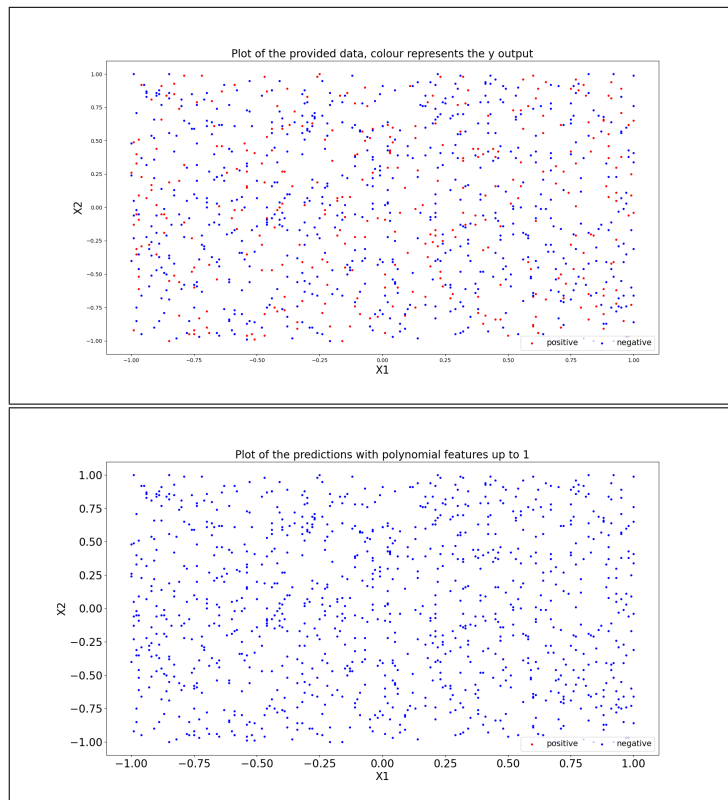 Plot of the provided data, colour represents the y output
1.00
0.75
0.50
0.25
0.00
−0.25
−0.50
−0.75
−1.00
X2
−1.00 −0.75 −0.50 −0.25 0.00 0.25 0.50 0.75 1.00
X1
positive negative
Plot of the predictions with polynomial features up to 1
1.00
0.75
0.50
0.25
0.00
−0.25
−0.50
−0.75
−1.00
X2
−1.00 −0.75 −0.50 −0.25 0.00 0.25 0.50 0.75 1.00
X1
positive negative